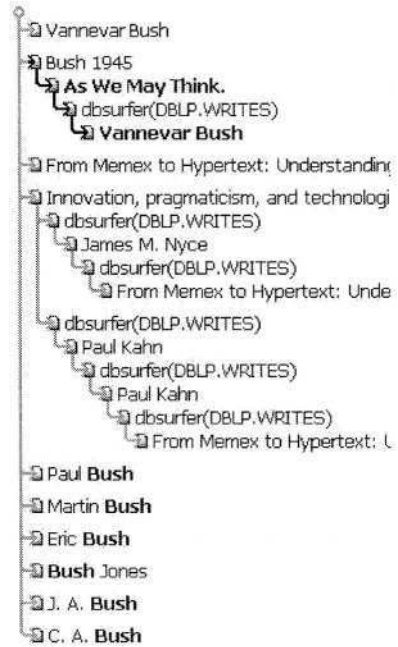 Vannevar Bush
Bush 1945
As We May Think.
dbsurfer(DBLP.WRITES)
Vannevar Bush
From Memex to Hypertext: Understanding
Innovation, pragmaticism, and technologi
dbsurfer(DBLP.WRITES)
James M. Nyce
dbsurfer(DBLP.WRITES)
From Memex to Hypertext: Unde
dbsurfer(DBLP.WRITES)
Paul Kahn
dbsurfer(DBLP.WRITES)
Paul Kahn
dbsurfer(DBLP.WRITES)
From Memex to Hypertext:
Paul Bush
Martin Bush
Eric Bush
Bush Jones
J. A. Bush
C. A. Bush